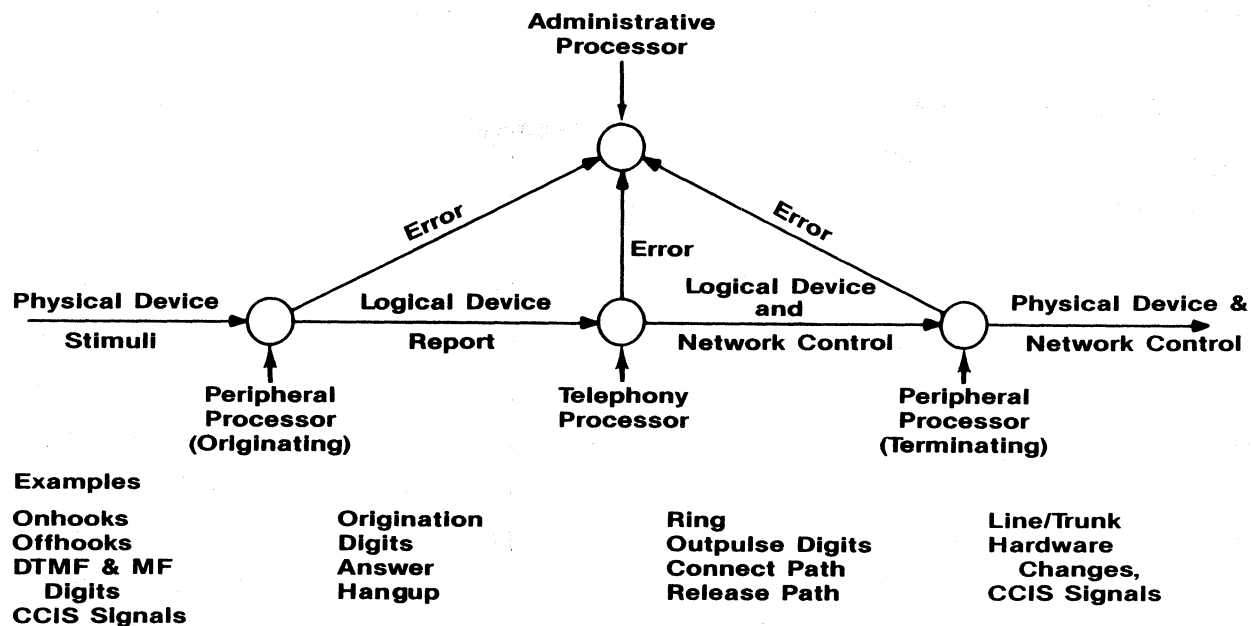 Administrative
Processor
Error
Error
Error
Physical Device
Stimuli
Logical Device
Report
Logical Device
and
Network Control
Physical Device &
Network Control
Peripheral
Processor
(Originating)
Telephony
Processor
Peripheral
Processor
(Terminating)
Examples
Onhooks
Offhooks
DTMF & MF
Digits
CCIS Signals
Origination
Digits
Answer
Hangup
Ring
Outpulse Digits
Connect Path
Release Path
Line/Trunk
Hardware
Changes,
CCIS Signals